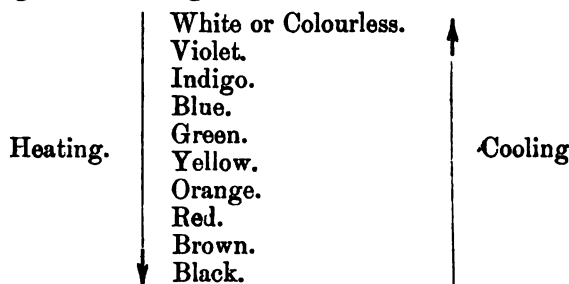 White or Colourless.
Violet.
Indigo.
Blue.
Green.
Heating. Cooling
Yellow.
Orange.
Red.
Brown.
Black.